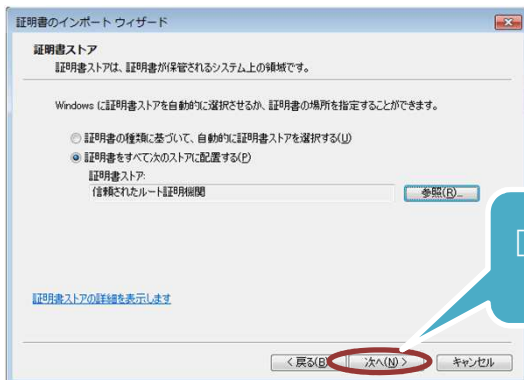 証明書のインポート ウィザード
証明書ストア
証明書ストアは、証明書が保管されるシステム上の領域です。
Windows に証明書ストアを自動的に選択させるか、証明書の場所を指定することができます。
証明書の種類に基づいて、自動的に証明書ストアを選択する(U)
証明書をすべて次のストアに配置する(P)
証明書ストア:
信頼されたルート証明機関
参照(R)...
証明書ストアの詳細を表示します
< 戻る(B)
次へ(N) >
キャンセル